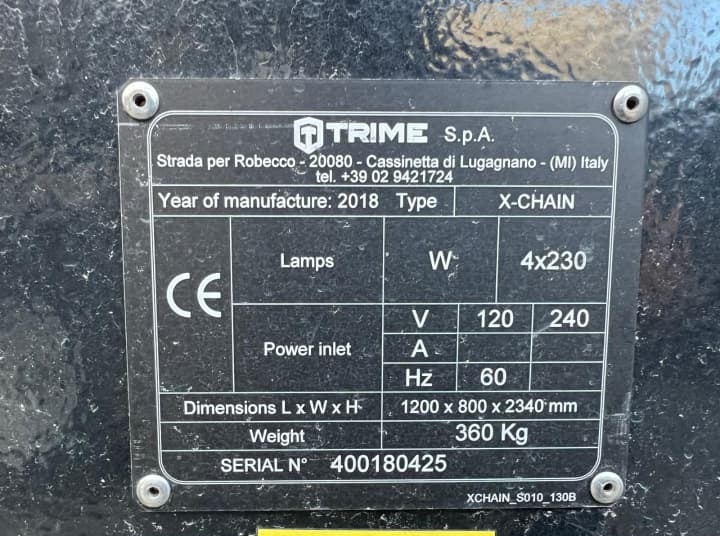 TRIME S.p.A.
Strada per Robecco - 20080 - Cassinetta di Lugagnano - (MI) Italy
tel. +39 02 9421724
Year of manufacture: 2018 Type X-CHAIN
CE
Lamps W 4x230
Power inlet
V 120 240
A
Hz 60
Dimensions L x W x H 1200 x 800 x 2340 mm
Weight 360 Kg
SERIAL N° 400180425
XCHAIN_S010_130B